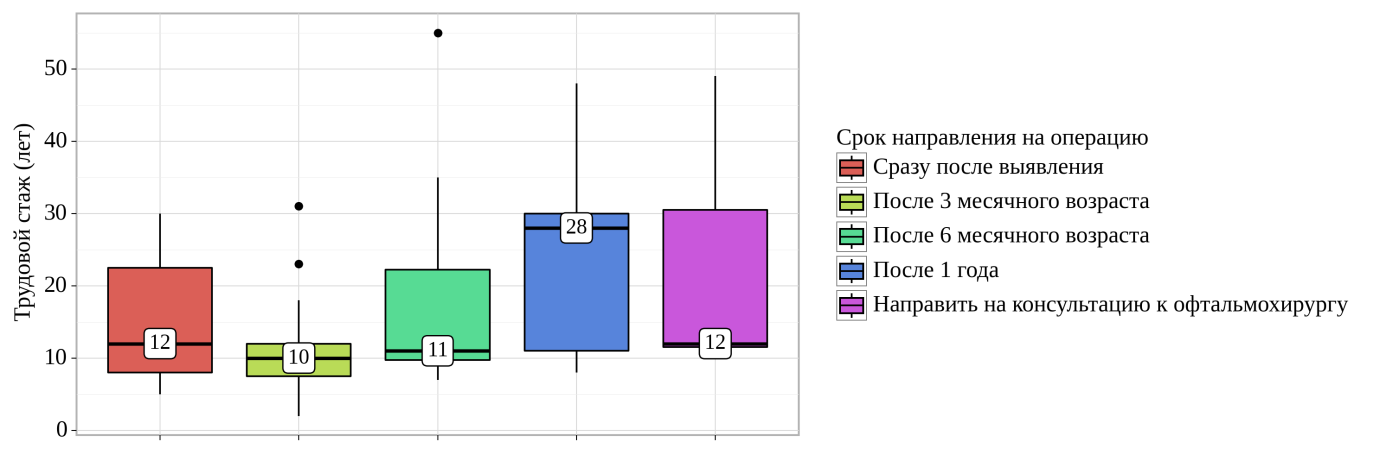 Трудовой стаж (лет)
50
40
30
20
10
0
12
10
11
28
12
Срок направления на операцию
Сразу после выявления
После 3 месячного возраста
После 6 месячного возраста
После 1 года
Направить на консультацию к офтальмохирургу